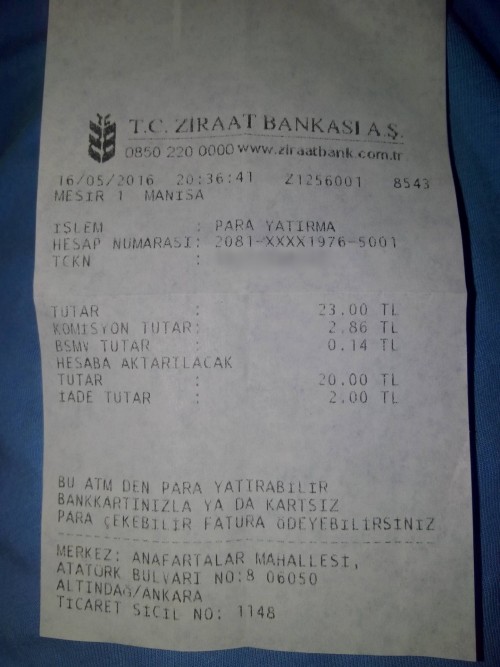 T.C. ZİRAAT BANKASI A.Ş.
0850 220 0000 www.ziraatbank.com.tr
16/05/2016 20:36:41 Z1256001 8543
MESIR 1 MANISA
ISLEM : PARA YATIRMA
HESAP NUMARASI: 2081-XXXX1976-5001
TCKN :
TUTAR : 23.00 TL
KOMISYON TUTAR: 2.86 TL
BSMV TUTAR : 0.14 TL
HESABA AKTARILACAK
TUTAR : 20.00 TL
IADE TUTAR : 2.00 TL
BU ATM DEN PARA YATIRABILIR
BANKKARTINIZLA YA DA KARTSIZ
PARA ÇEKEBILIR FATURA ÖDEYEBILIRSINIZ
MERKEZ: ANAFARTALAR MAHALLESI,
ATATÜRK BULVARI NO:8 06050
ALTINDAĞ/ANKARA
TICARET SICIL NO: 1148